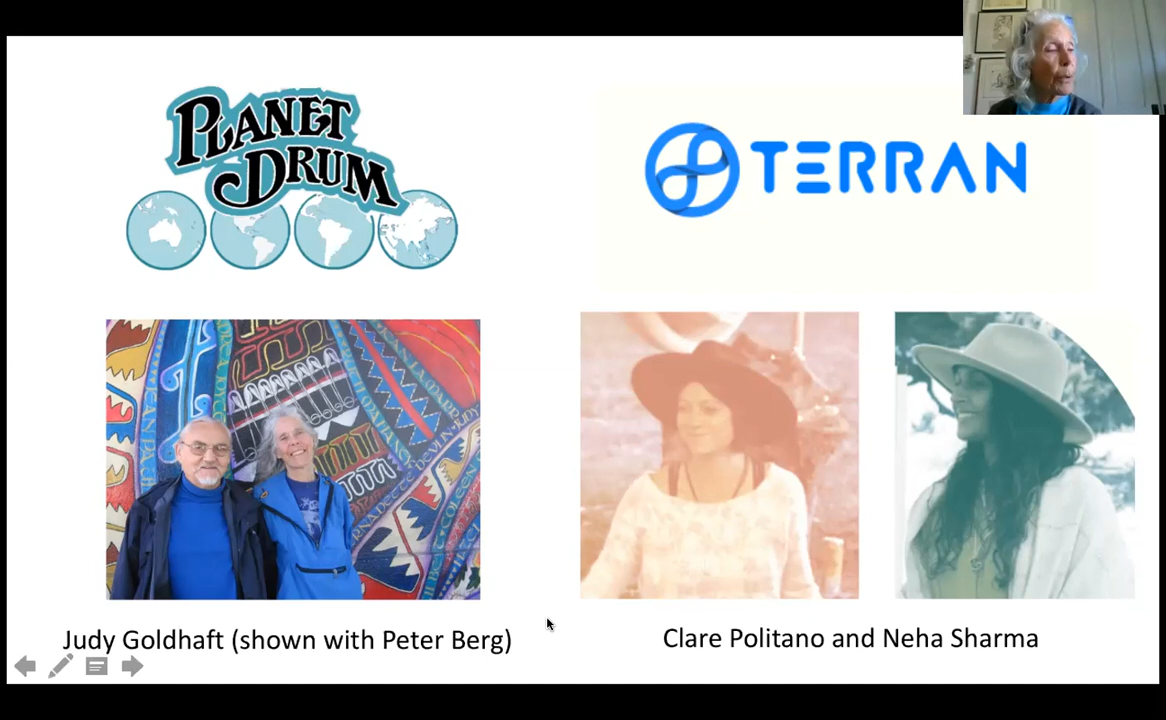 PLANET
DRUM
TERRAN
Judy Goldhaft (shown with Peter Berg)
Clare Politano and Neha Sharma